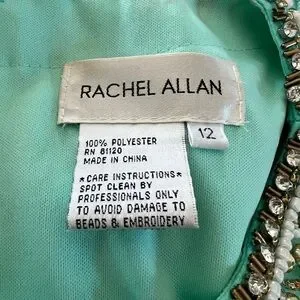 RACHEL ALLAN
12
100% POLYESTER
RN 81120
MADE IN CHINA
*CARE INSTRUCTIONS*
SPOT CLEAN BY
PROFESSIONALS ONLY
TO AVOID DAMAGE TO
BEADS & EMBROIDERY